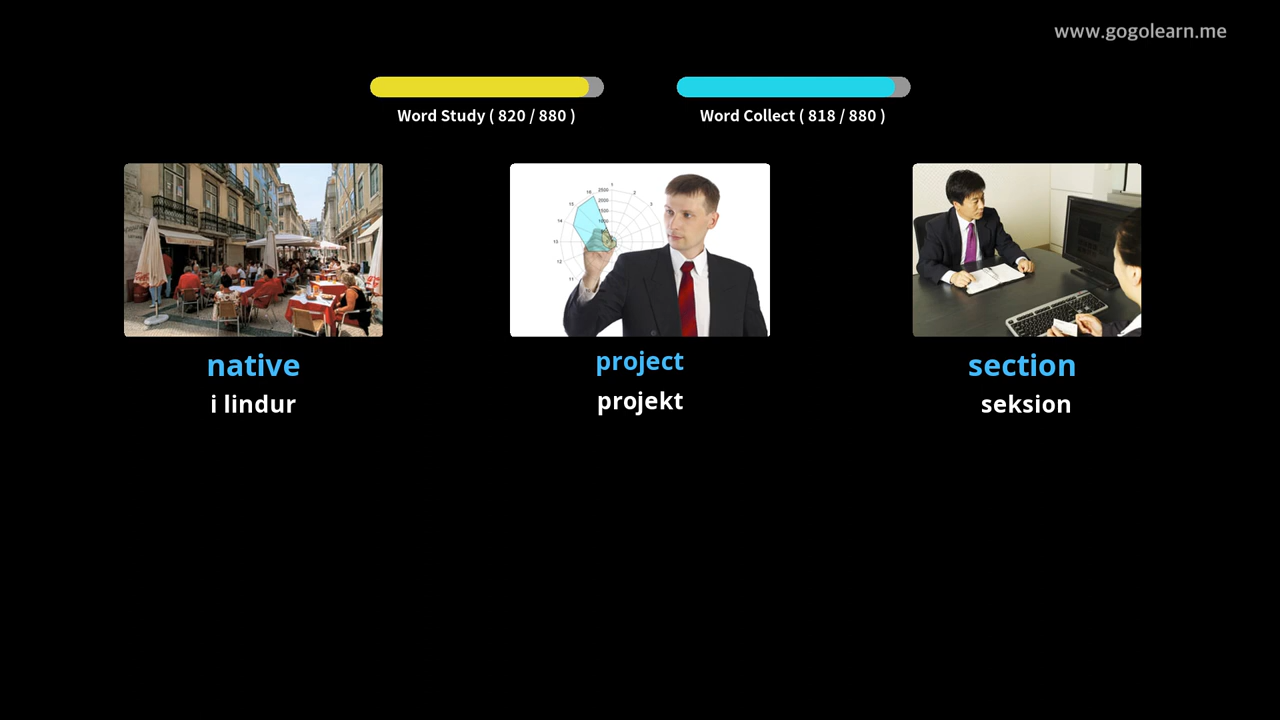 www.gogolearn.me
Word Study ( 820 / 880 )
Word Collect ( 818 / 880 )
native
i lindur
project
projekt
section
seksion